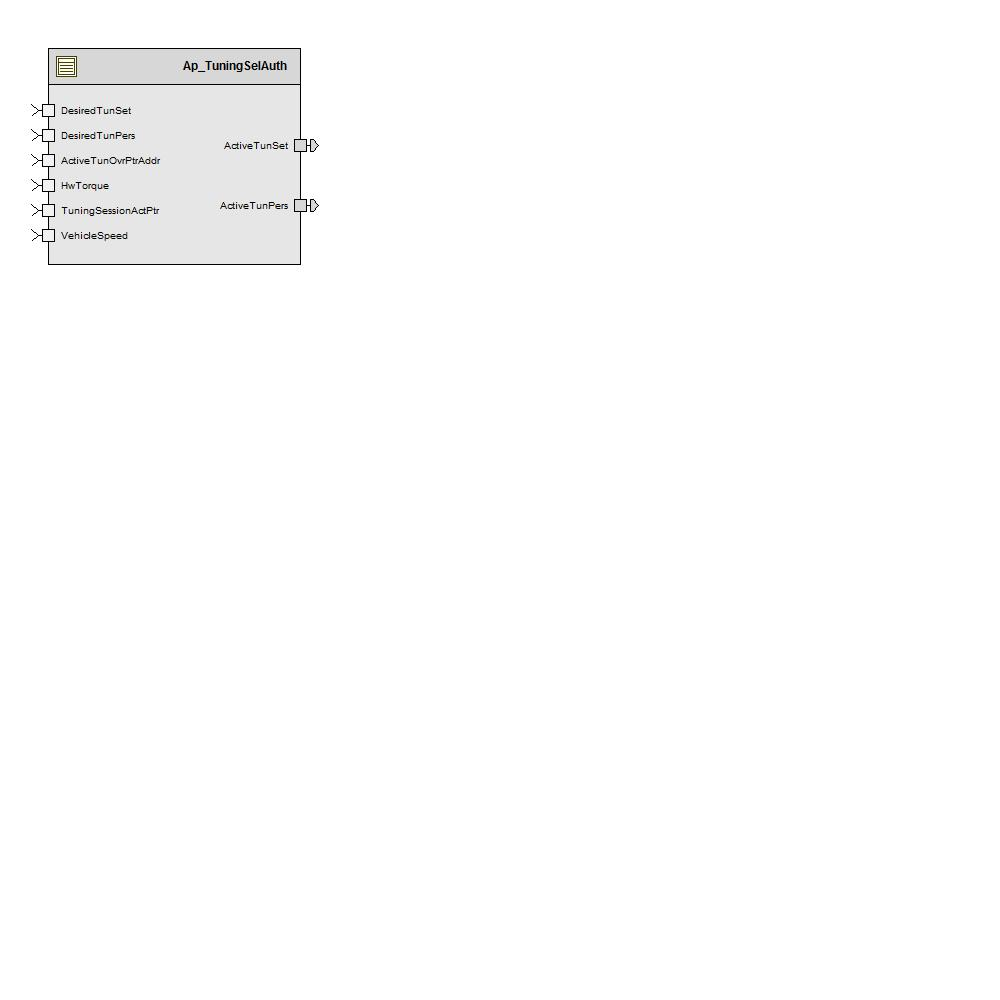 Ap_TuningSelAuth
DesiredTunSet
DesiredTunPers
ActiveTunOvrPtrAddr
HwTorque
TuningSessionActPtr
VehicleSpeed
ActiveTunSet
ActiveTunPers